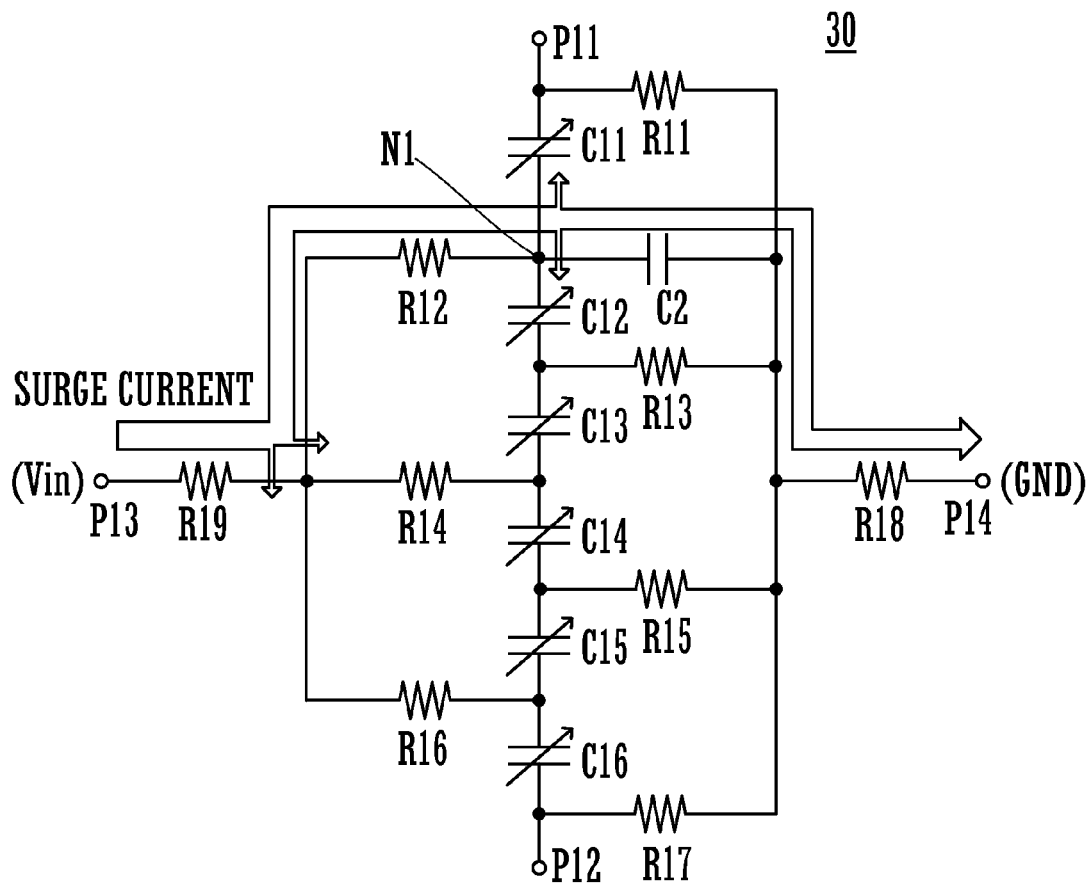 30
P11
R11
C11
N1
R12
C2
C12
R13
SURGE CURRENT
C13
(Vin)
P13
R19
R14
R18
P14
(GND)
C14
R15
C15
R16
C16
R17
P12